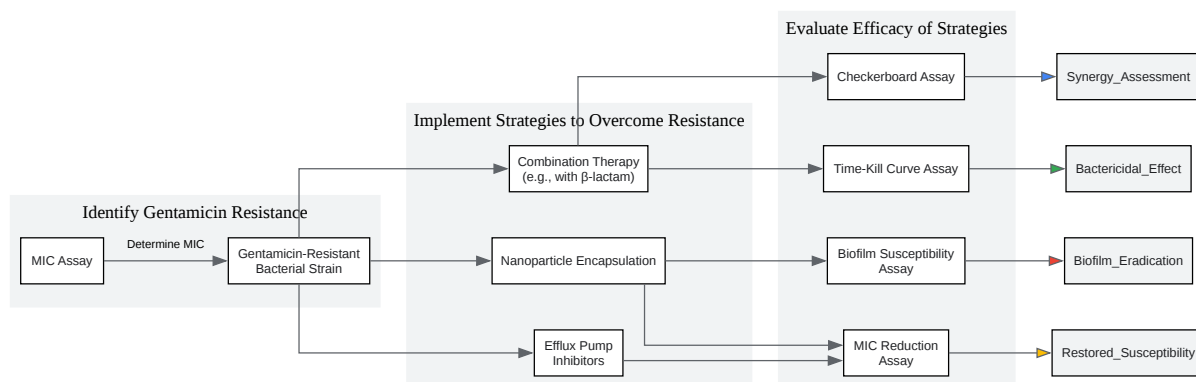 Evaluate Efficacy of Strategies
Checkerboard Assay
Synergy_Assessment
Implement Strategies to Overcome Resistance
Combination Therapy
(e.g., with β-lactam)
Time-Kill Curve Assay
Bactericidal_Effect
Identify Gentamicin Resistance
MIC Assay
Determine MIC
Gentamicin-Resistant
Bacterial Strain
Nanoparticle Encapsulation
Biofilm Susceptibility
Assay
Biofilm_Eradication
Efflux Pump
Inhibitors
MIC Reduction
Assay
Restored_Susceptibility